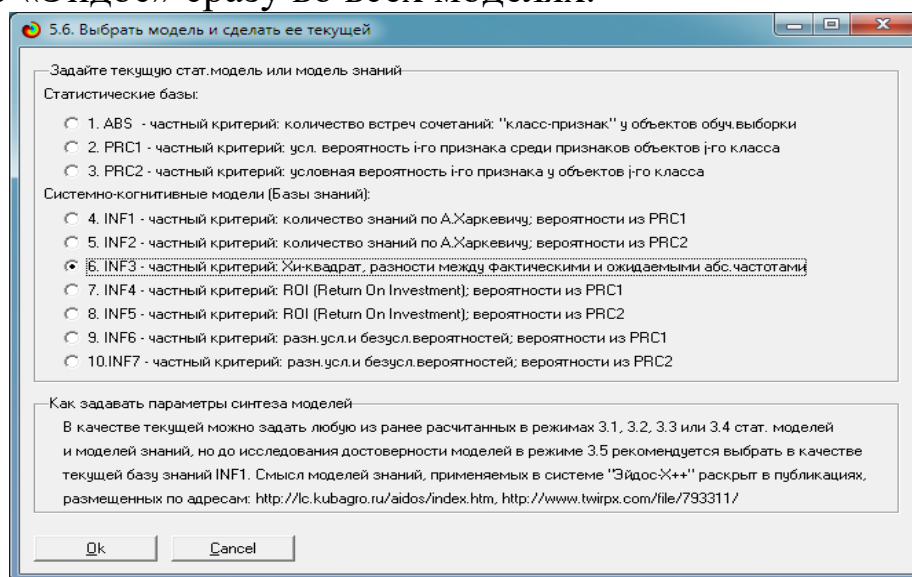 «Эйдос» сразу во всех моделях.
5.6. Выбрать модель и сделать ее текущей
Задайте текущую стат.модель или модель знаний
Статистические базы:
1. ABS - частный критерий: количество встреч сочетаний: "класс-признак" у объектов обуч.выборки
2. PRC1 - частный критерий: усл. вероятность i-го признака среди признаков объектов j-го класса
3. PRC2 - частный критерий: условная вероятность i-го признака у объектов j-го класса
Системно-когнитивные модели (Базы знаний):
4. INF1 - частный критерий: количество знаний по А.Харкевичу; вероятности из PRC1
5. INF2 - частный критерий: количество знаний по А.Харкевичу; вероятности из PRC2
6. INF3 - частный критерий: Хи-квадрат, разности между фактическими и ожидаемыми абс.частотами
7. INF4 - частный критерий: ROI (Return On Investment); вероятности из PRC1
8. INF5 - частный критерий: ROI (Return On Investment); вероятности из PRC2
9. INF6 - частный критерий: разн.усл.и безусл.вероятностей; вероятности из PRC1
10.INF7 - частный критерий: разн.усл.и безусл.вероятностей; вероятности из PRC2
Как задавать параметры синтеза моделей
В качестве текущей можно задать любую из ранее расчитанных в режимах 3.1, 3.2, 3.3 или 3.4 стат. моделей
и моделей знаний, но до исследования достоверности моделей в режиме 3.5 рекомендуется выбрать в качестве
текущей базу знаний INF1. Смысл моделей знаний, применяемых в системе "Эйдос-X++" раскрыт в публикациях,
размещенных по адресам: http://lc.kubagro.ru/aidos/index.htm, http://www.twirpx.com/file/793311/
Ok Cancel